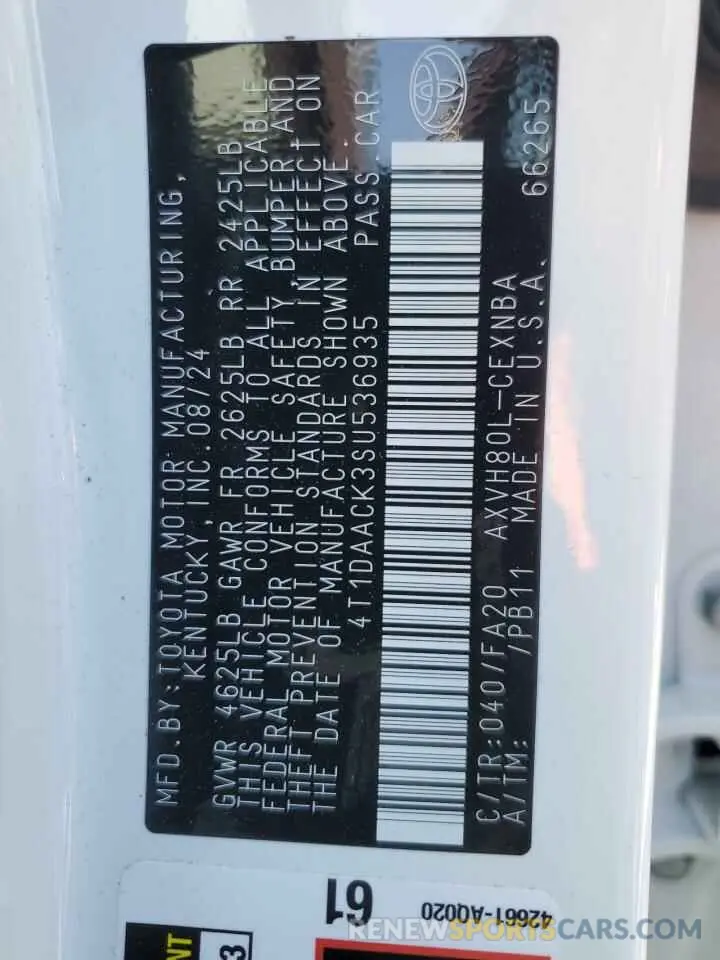 MFD.BY:TOYOTA MOTOR MANUFACTURING,
KENTUCKY,INC.08/24
GVWR 4625LB GAWR FR 2625LB RR 2425LB
THIS VEHICLE CONFORMS TO ALL APPLICABLE
FEDERAL MOTOR VEHICLE SAFETY,BUMPER,AND
THEFT PREVENTION STANDARDS IN EFFECT ON
THE DATE OF MANUFACTURE SHOWN ABOVE.
4T1DAACK3SU536935 PASS.CAR
C/TR:040/FA20 AXVH80L-CEXNBA
A/TM: /PB11 MADE IN U.S.A. 66265
61
42661-AQ020
NT
3
RENEWSPORTSCARS.COM